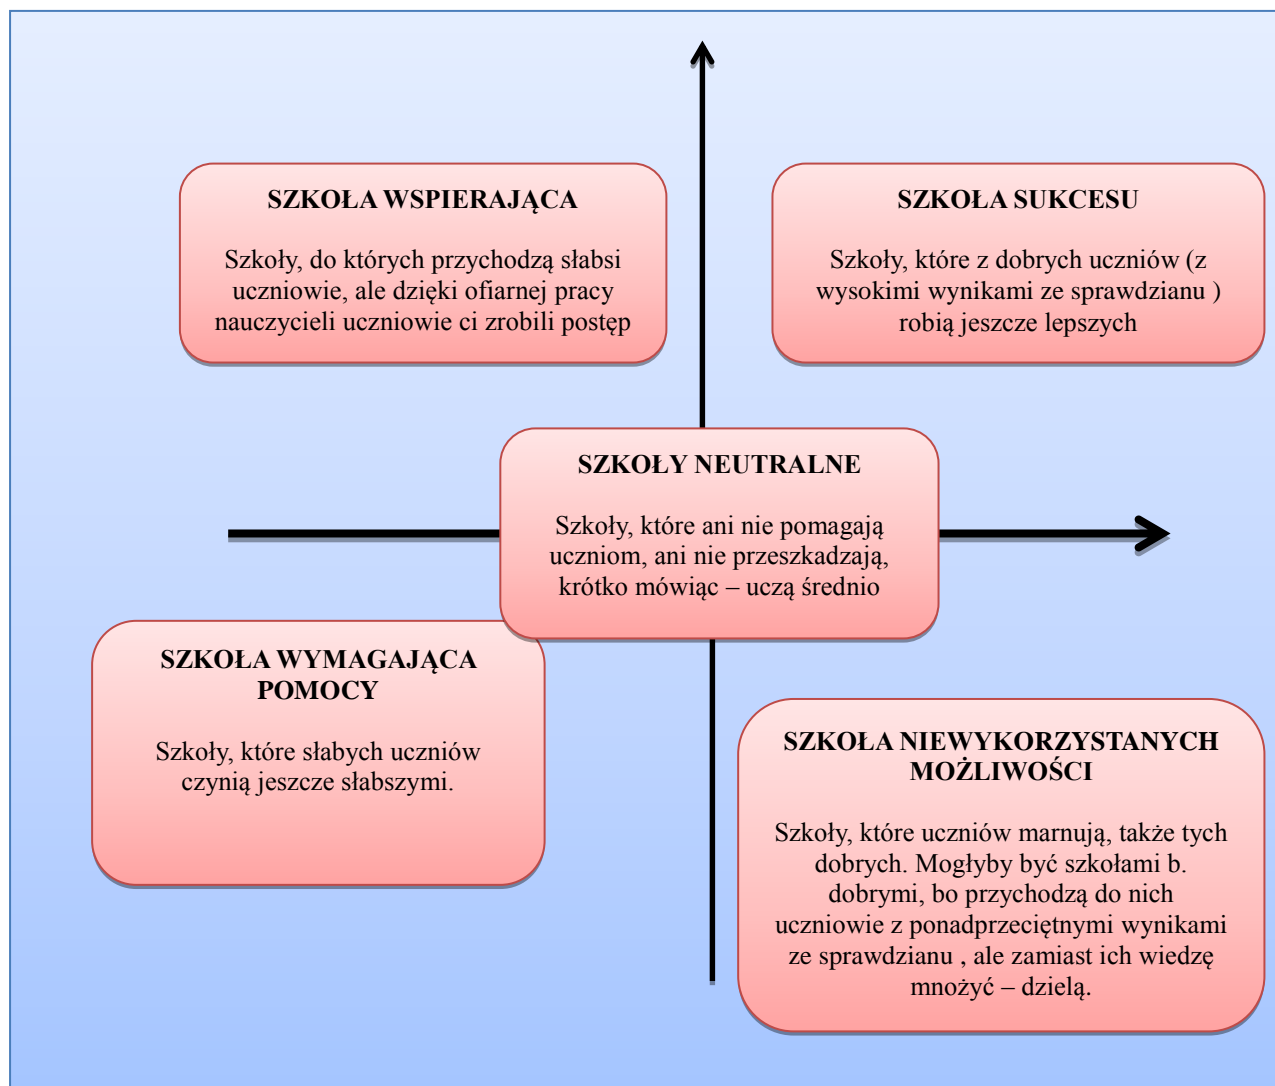 SZKOŁA WSPIERAJĄCA
Szkoły, do których przychodzą słabsi
uczniowie, ale dzięki ofiarnej pracy
nauczycieli uczniowie ci zrobili postęp
SZKOŁA SUKCESU
Szkoły, które z dobrych uczniów (z
wysokimi wynikami ze sprawdzianu )
robią jeszcze lepszych
SZKOŁY NEUTRALNE
Szkoły, które ani nie pomagają
uczniom, ani nie przeszkadzają,
krótko mówiąc – uczą średnio
SZKOŁA WYMAGAJĄCA
POMOCY
Szkoły, które słabych uczniów
czynią jeszcze słabszymi.
SZKOŁA NIEWYKORZYSTANYCH
MOŻLIWOŚCI
Szkoły, które uczniów marnują, także tych
dobrych. Mogłyby być szkołami b.
dobrymi, bo przychodzą do nich
uczniowie z ponadprzeciętnymi wynikami
ze sprawdzianu , ale zamiast ich wiedzę
mnożyć – dzielą.